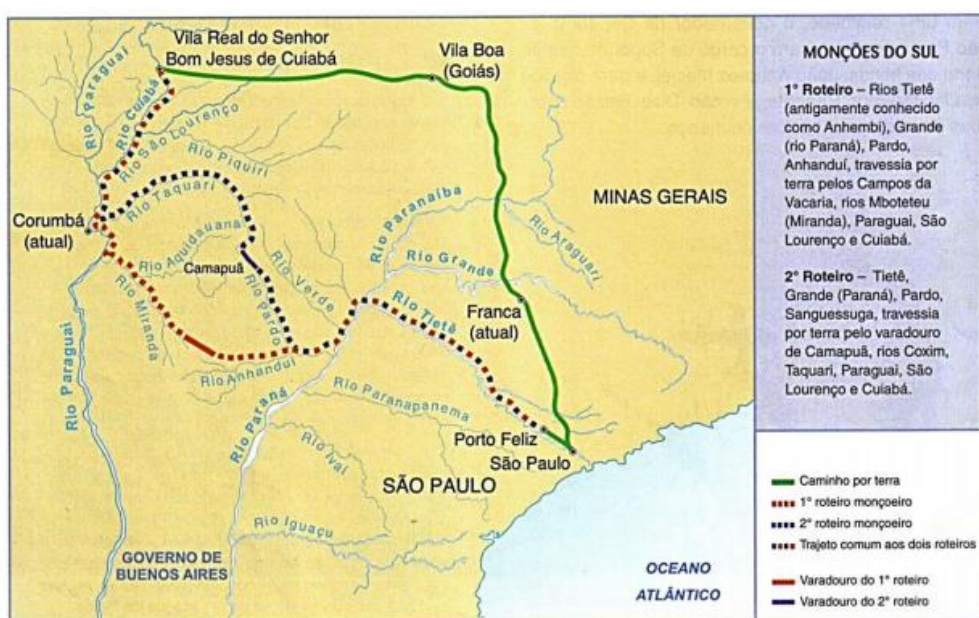 Vila Real do Senhor
Bom Jesus de Cuiabá
Vila Boa
(Goiás)
Rio Paraguai
Rio Cuiabá
Rio São Lourenço
Rio Piquiri
Rio Taquari
Corumbá
(atual)
Rio Aquidauana
Camapuã
Rio Verde
Rio Pardo
Rio Miranda
Rio Anhanduí
Rio Paraguai
Rio Paraná
Rio Paranaíba
Rio Grande
Rio Araguari
MINAS GERAIS
Franca
(atual)
Rio Tietê
Rio Paranapanema
Rio Ivaí
Rio Iguaçu
Porto Feliz
São Paulo
SÃO PAULO
GOVERNO DE
BUENOS AIRES
OCEANO
ATLÂNTICO
MONÇÕES DO SUL
1° Roteiro – Rios Tietê
(antigamente conhecido
como Anhembi), Grande
(rio Paraná), Pardo,
Anhanduí, travessia por
terra pelos Campos da
Vacaria, rios Mboteteu
(Miranda), Paraguai, São
Lourenço e Cuiabá.
2° Roteiro – Tietê,
Grande (Paraná), Pardo,
Sanguessuga, travessia
por terra pelo varadouro
de Camapuã, rios Coxim,
Taquari, Paraguai, São
Lourenço e Cuiabá.
Caminho por terra
1° roteiro monçoeiro
2° roteiro monçoeiro
Trajeto comum aos dois roteiros
Varadouro do 1° roteiro
Varadouro do 2° roteiro